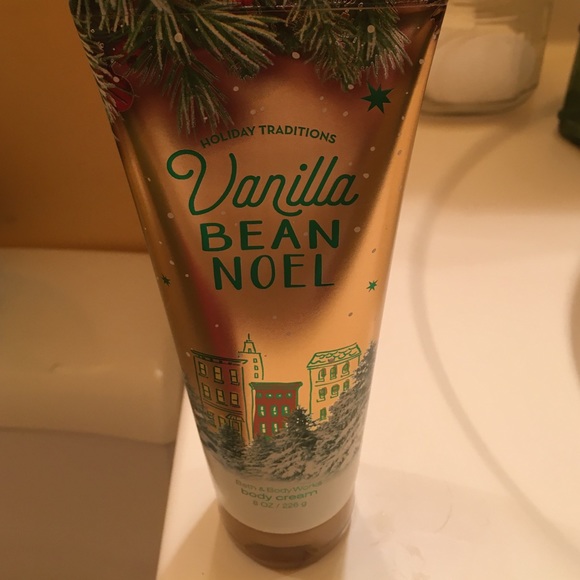 HOLIDAY TRADITIONS
Vanilla
BEAN
NOEL
Bath & Body Works
body cream
8 OZ / 226 g